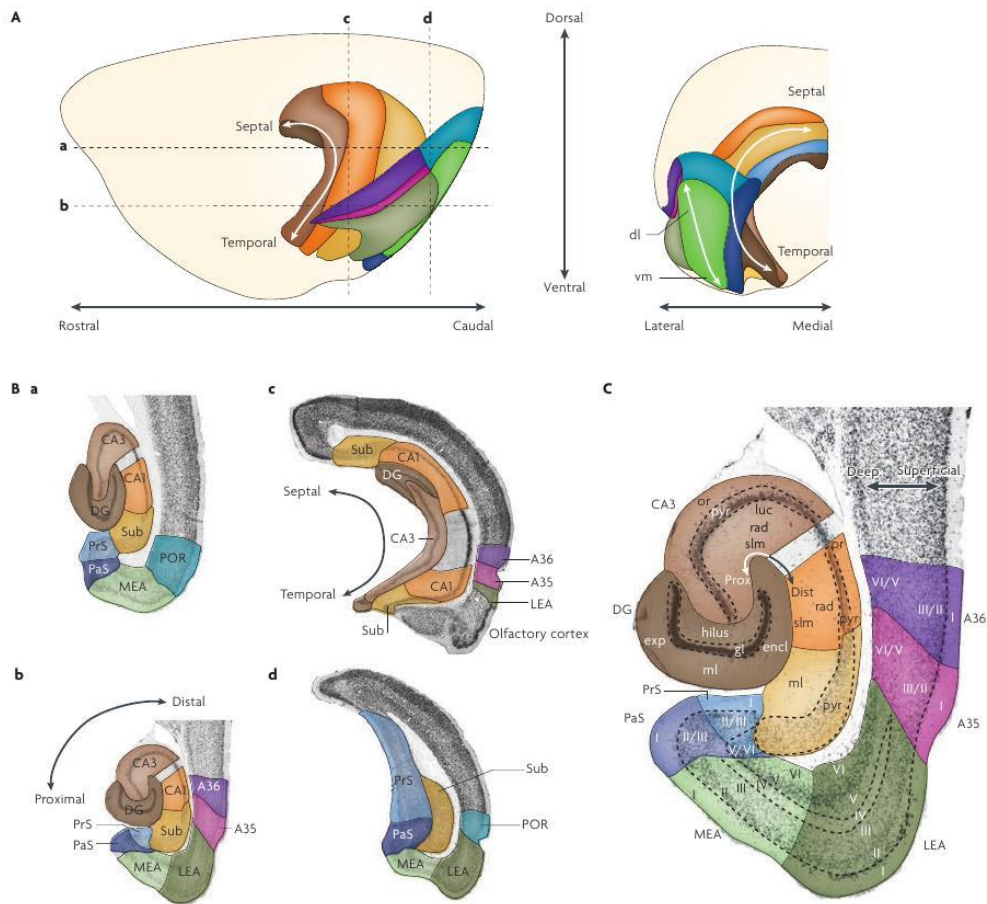 A
c
d
a
b
Septal
Temporal
Rostral
Caudal
Dorsal
Ventral
Septal
Temporal
dl
vm
Lateral
Medial
B a
CA3
CA1
DG
Sub
PrS
PaS
MEA
POR
c
Sub
CA1
DG
Septal
CA3
Temporal
CA1
Sub
A36
A35
LEA
Olfactory cortex
b
Distal
Proximal
CA3
CA1
DG
Sub
PrS
PaS
MEA
LEA
A36
A35
d
PrS
Sub
PaS
POR
MEA
LEA
C
Deep
Superficial
CA3
or
pyr
luc
rad
slm
pr
Prox
Dist
rad
slm
pyr
DG
hilus
exp
gl
encl
ml
ml
pyr
PrS
I
II/III
V/VI
PaS
I
II/III
VI/V
III/II
I
A36
VI/V
III/II
I
A35
MEA
I
II
III
IV
V
VI
VI
V
IV
III
II
I
LEA